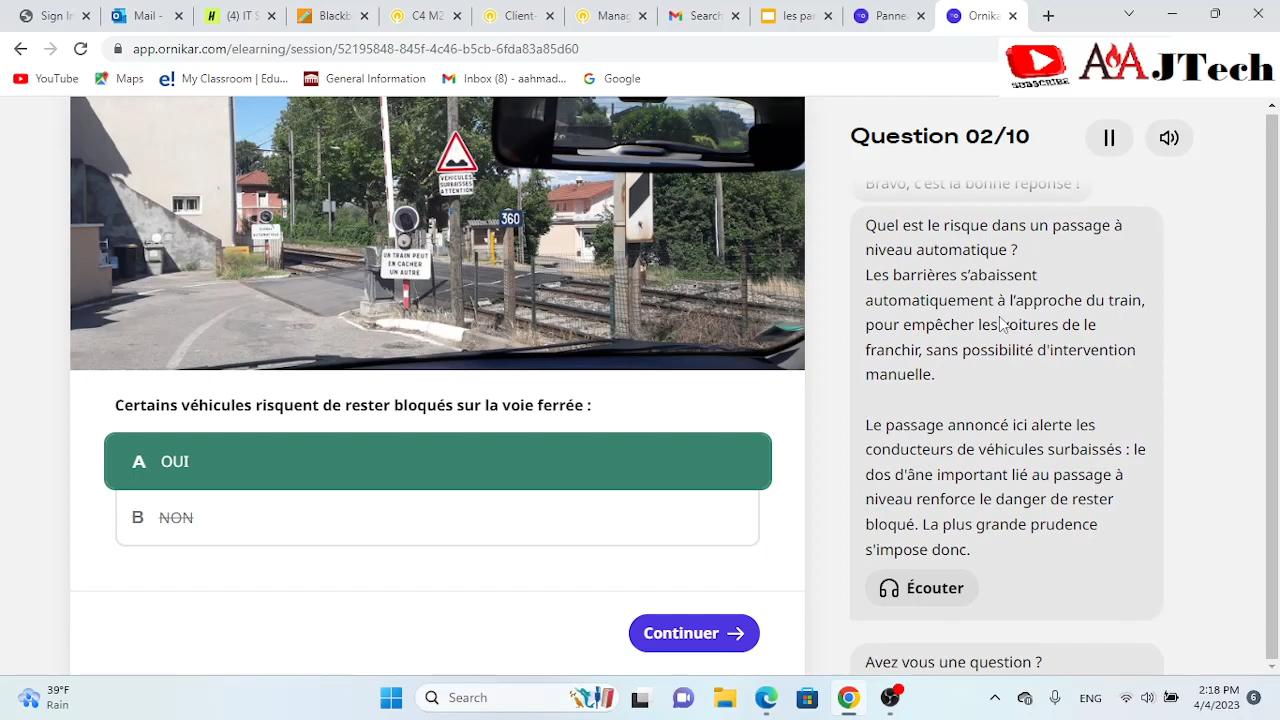 Sign in
Mail -
(4) (
Blackb
C4 M2
Client-
Manag
Search
les pa
Panne
Ornika
app.ornikar.com/elearning/session/52195848-845f-4c46-b5cb-6fda83a85d60
YouTube
Maps
My Classroom | Edu...
General Information
Inbox (8) - aahnad...
Google
SUBSCRIBE
AAJTech
VÉHICULES
SURBAISSÉS
ATTENTION
360
UN TRAIN PEUT
EN CACHER
UN AUTRE
Certains véhicules risquent de rester bloqués sur la voie ferrée :
A OUI
B NON
Continuer →
Question 02/10
Bravo, c'est la bonne réponse !
Quel est le risque dans un passage à
niveau automatique ?
Les barrières s’abaissent
automatiquement à l’approche du train,
pour empêcher les voitures de le
franchir, sans possibilité d'intervention
manuelle.
Le passage annoncé ici alerte les
conducteurs de véhicules surbaissés : le
dos d'âne important lié au passage à
niveau renforce le danger de rester
bloqué. La plus grande prudence
s'impose donc.
Écouter
Avez vous une question ?
39°F
Rain
Search
ENG
2:18 PM
4/4/2023
6